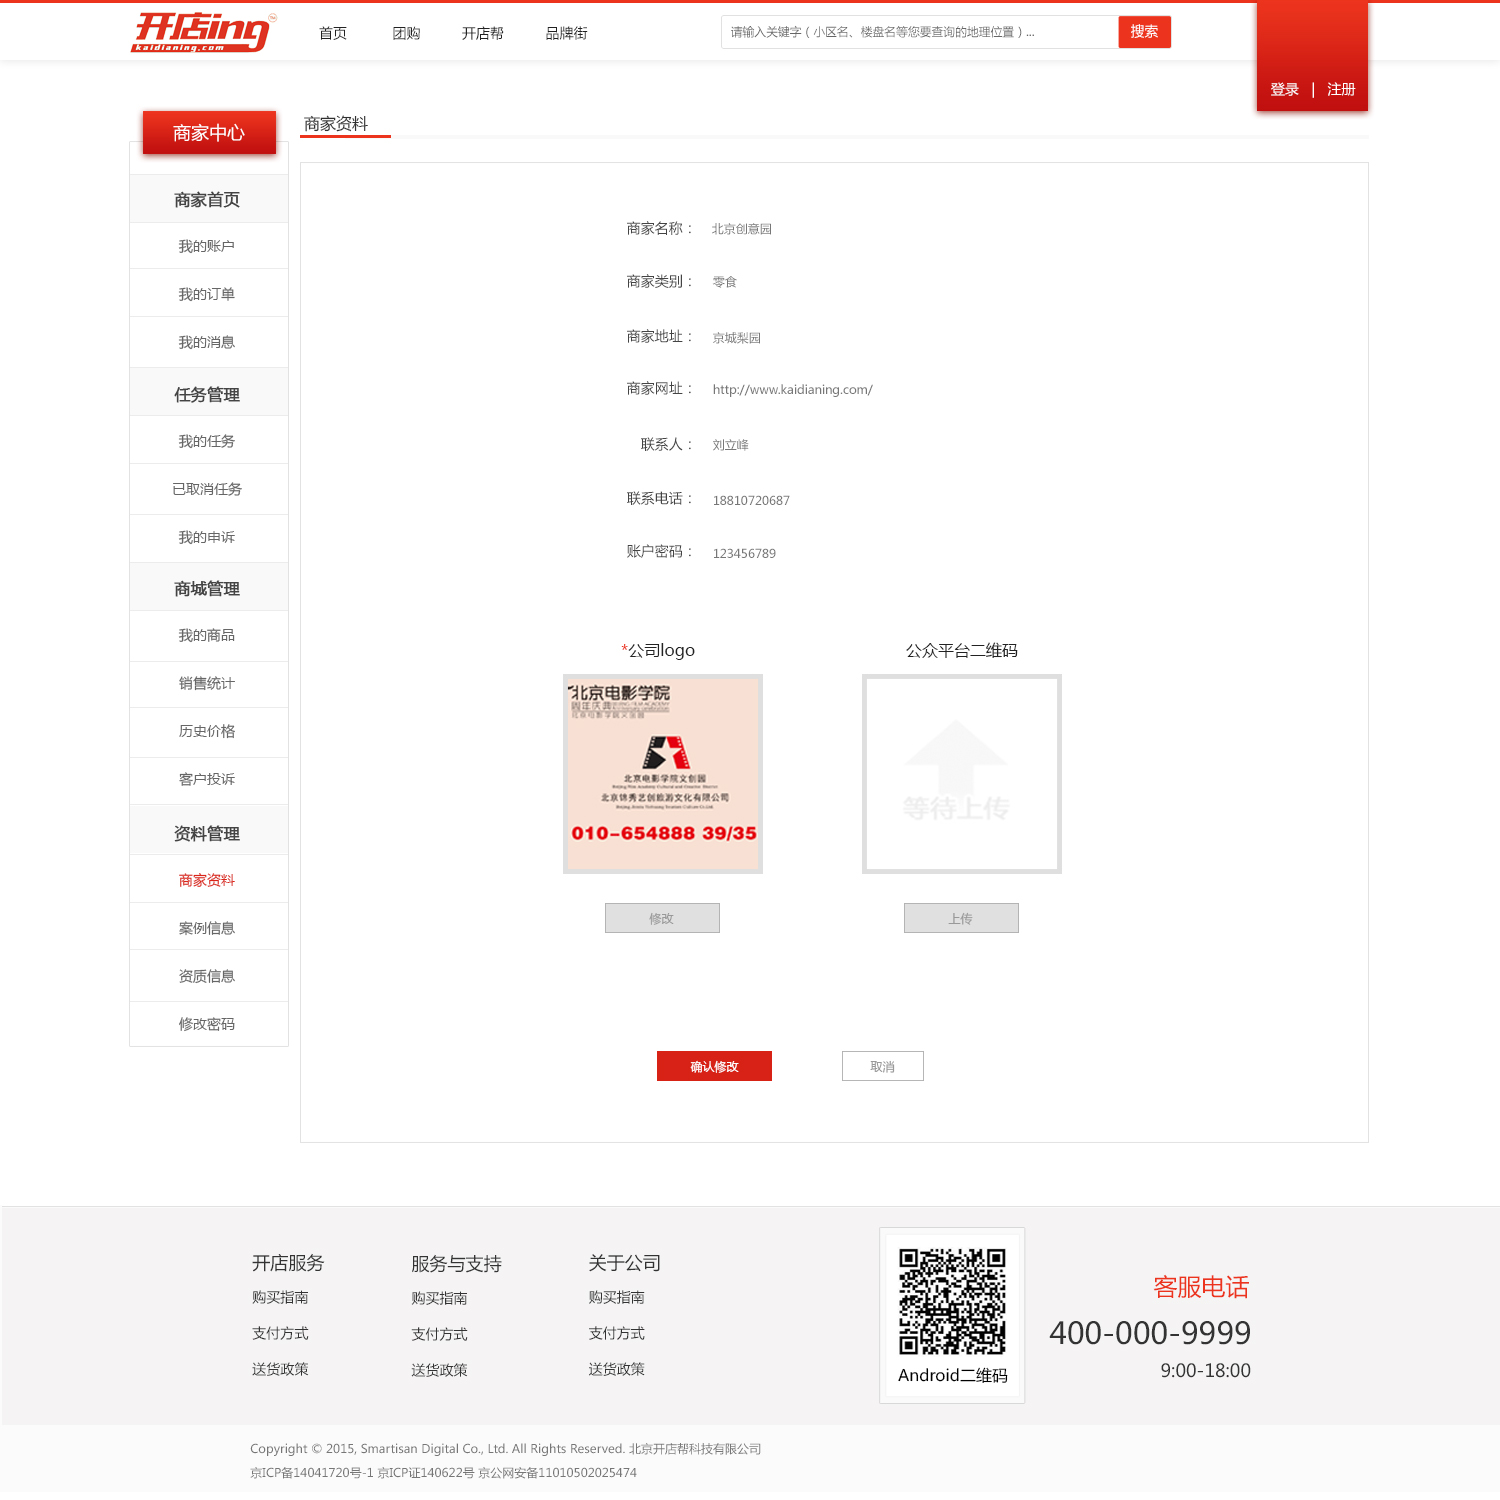 开店ing
kaidianing.com
首页 团购 开店帮 品牌街
请输入关键字（小区名、楼盘名等您要查询的地理位置）...
搜索
登录 | 注册
商家中心
商家首页
我的账户
我的订单
我的消息
任务管理
我的任务
已取消任务
我的申诉
商城管理
我的商品
销售统计
历史价格
客户投诉
资料管理
商家资料
案例信息
资质信息
修改密码
商家资料
商家名称： 北京创意园
商家类别： 零食
商家地址： 京城梨园
商家网址： http://www.kaidianing.com/
联系人： 刘立峰
联系电话： 18810720687
账户密码： 123456789
*公司logo
北京电影学院
周年庆典
北京电影学院文创园
北京电影学院文创园
北京锦秀艺创旅游文化有限公司
010-654888 39/35
修改
公众平台二维码
等待上传
上传
确认修改 取消
开店服务
购买指南
支付方式
送货政策
服务与支持
购买指南
支付方式
送货政策
关于公司
购买指南
支付方式
送货政策
Android二维码
客服电话
400-000-9999
9:00-18:00
Copyright © 2015, Smartisan Digital Co., Ltd. All Rights Reserved. 北京开店帮科技有限公司
京ICP备14041720号-1 京ICP证140622号 京公网安备11010502025474